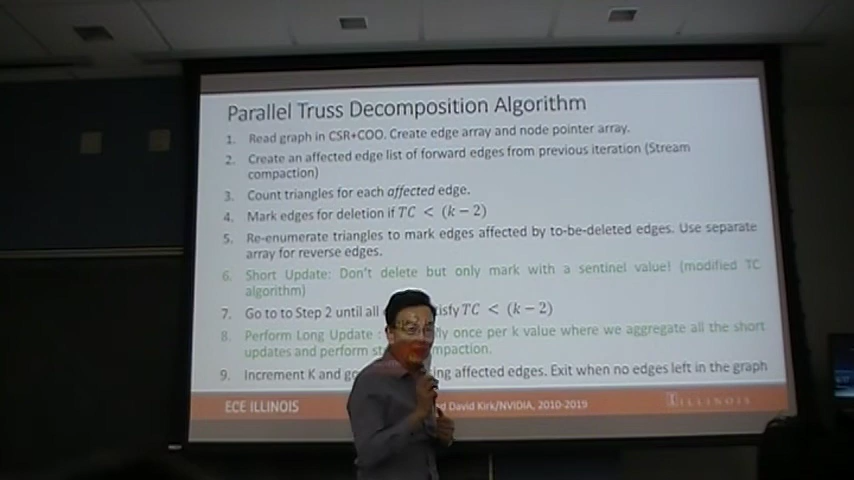 Parallel Truss Decomposition Algorithm
1. Read graph in CSR+COO. Create edge array and node pointer array.
2. Create an affected edge list of forward edges from previous iteration (Stream
compaction)
3. Count triangles for each affected edge.
4. Mark edges for deletion if TC < (k − 2)
5. Re-enumerate triangles to mark edges affected by to-be-deleted edges. Use separate
array for reverse edges.
6. Short Update: Don't delete but only mark with a sentinel value! (modified TC
algorithm)
7. Go to to Step 2 until all TC < (k − 2)
8. Perform Long Update : once per k value where we aggregate all the short
updates and perform
9. Increment K and affected edges. Exit when no edges left in the graph
ECE ILLINOIS David Kirk/NVIDIA, 2010-2019 ILLINOIS